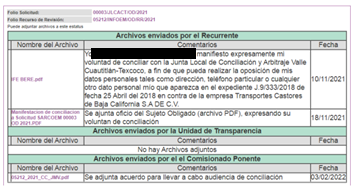 Folio Solicitud: 00003/JLCACT/OD/2021
Folio Recurso de Revisión: 05212/INFOEM/OD/RR/2021
Puede adjuntar archivos a este estatus
Archivos enviados por el Recurrente
Nombre del Archivo Comentarios Fecha
manifiesto expresamente mi
voluntad de conciliar con la Junta Local de Conciliación y Arbitraje Valle
Cuautitlán-Texcoco, a fin de que pueda realizar la oposición de mis
datos personales tales como dirección, teléfono particular o cualquier
otro dato personal mío que aparezca en el expediente J.9/333/2018 de
fecha 25 Abril del 2018 en contra de la empresa Transportes Castores
de Baja California S.A DE C.V.
IFE IRENE.pdf 10/11/2021
Manifestacion de conciliacion
a Solicitud SARCOEM 00003
OD 2021.PDF
Se ajunta oficio del Sujeto Obligado (archivo PDF), expresando su
voluntad de conciliación
18/11/2021
Archivos enviados por la Unidad de Transparencia
Nombre del Archivo Comentarios Fecha
No hay Archivos adjuntos
Archivos enviados por el Comisionado Ponente
Nombre del Archivo Comentarios Fecha
05212_2021_CC_JMV.pdf Se adjunta acuerdo para llevar a cabo audiencia de conciliación 03/02/2022